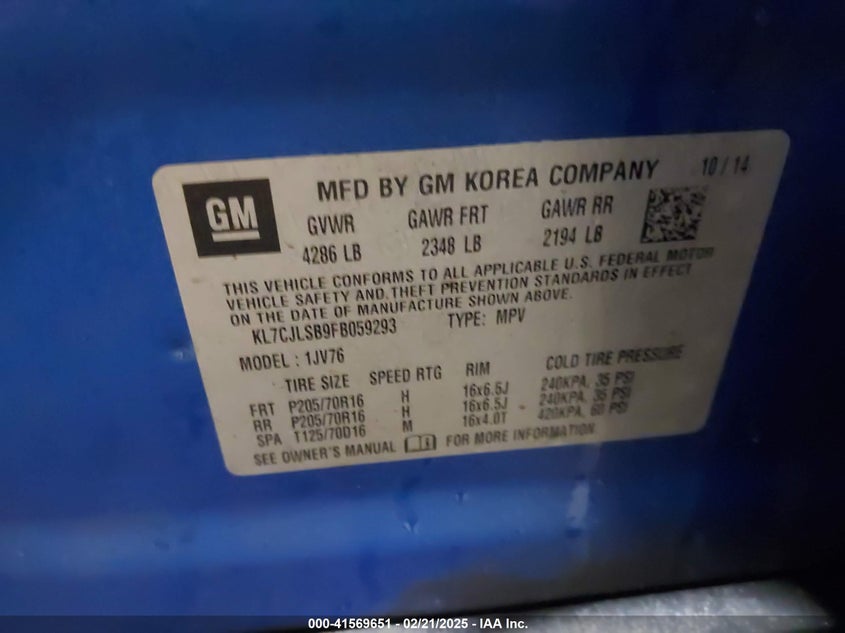 GM
MFD BY GM KOREA COMPANY 10 / 14
GVWR GAWR FRT GAWR RR
4286 LB 2348 LB 2194 LB
THIS VEHICLE CONFORMS TO ALL APPLICABLE U.S. FEDERAL MOTOR
VEHICLE SAFETY AND THEFT PREVENTION STANDARDS IN EFFECT
ON THE DATE OF MANUFACTURE SHOWN ABOVE.
KL7CJLSB9FB059293 TYPE: MPV
MODEL : 1JV76
TIRE SIZE SPEED RTG RIM COLD TIRE PRESSURE
FRT P205/70R16 H 16x6.5J 240KPA, 35 PSI
RR P205/70R16 H 16x6.5J 240KPA, 35 PSI
SPA T125/70D16 M 16x4.0T 420KPA, 60 PSI
SEE OWNER'S MANUAL FOR MORE INFORMATION.
000-41569651 - 02/21/2025 - IAA Inc.